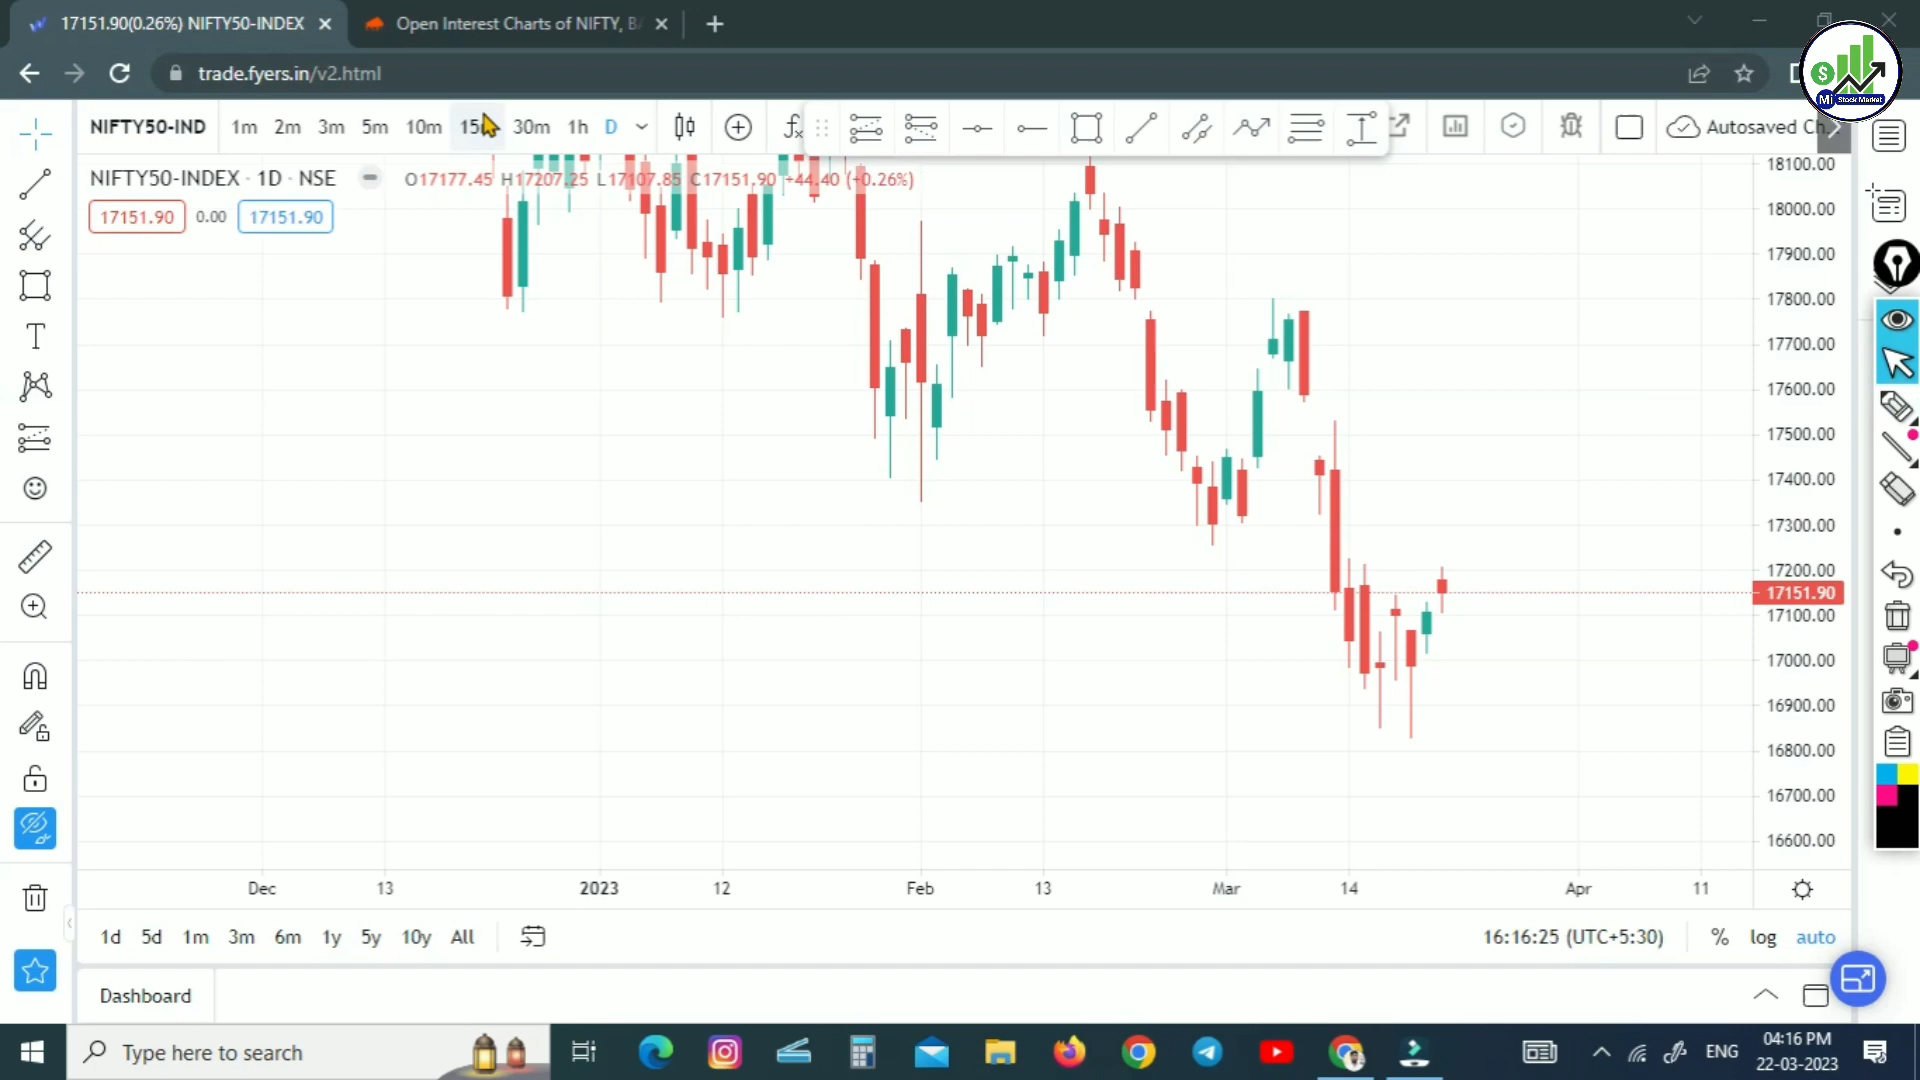 17151.90(0.26%) NIFTY50-INDEX
Open Interest Charts of NIFTY, B
trade.fyers.in/v2.html
$
Mi Stock Market
NIFTY50-IND 1m 2m 3m 5m 10m 15 30m 1h D
Autosaved Ch
NIFTY50-INDEX · 1D · NSE
O17177.45 H17207.25 L17107.85 C17151.90 +44.40 (+0.26%)
17151.90 0.00 17151.90
18100.00
18000.00
17900.00
17800.00
17700.00
17600.00
17500.00
17400.00
17300.00
17200.00
17151.90
17100.00
17000.00
16900.00
16800.00
16700.00
16600.00
Dec 13 2023 12 Feb 13 Mar 14 Apr 11
1d 5d 1m 3m 6m 1y 5y 10y All
16:16:25 (UTC+5:30) % log auto
Dashboard
Type here to search
ENG
04:16 PM
22-03-2023